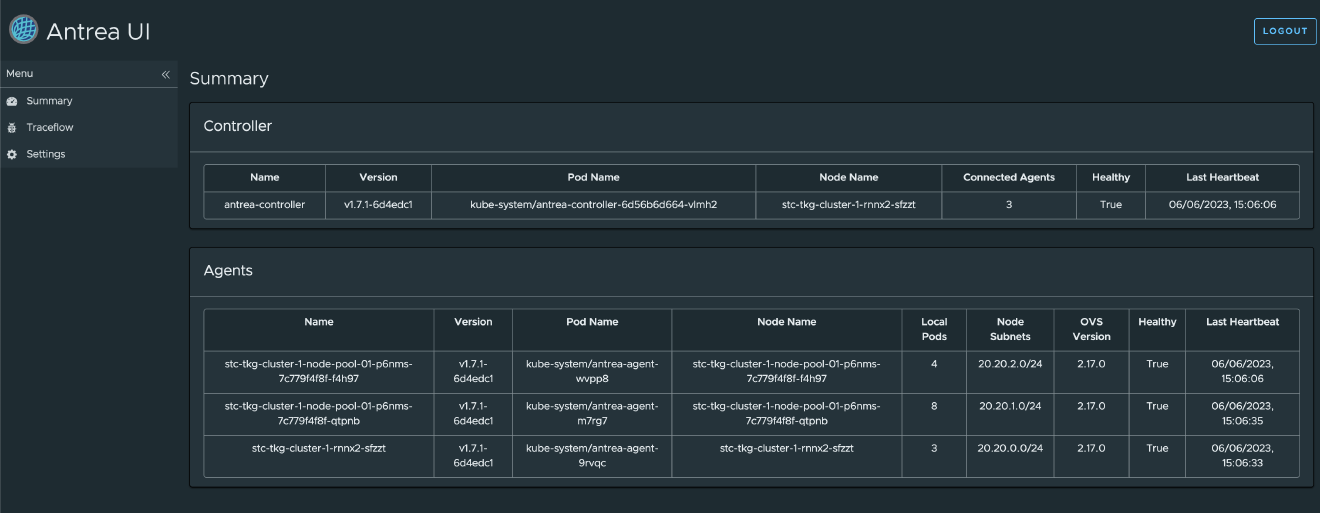 Antrea UI
LOGOUT
Menu
Summary
Traceflow
Settings
Summary
Controller
Name Version Pod Name Node Name Connected Agents Healthy Last Heartbeat
antrea-controller v1.7.1-6d4edc1 kube-system/antrea-controller-6d56b6d664-vlmh2 stc-tkg-cluster-1-rnnx2-sfzzt 3 True 06/06/2023, 15:06:06
Agents
Name Version Pod Name Node Name Local Node OVS Healthy Last Heartbeat
Pods Subnets Version
stc-tkg-cluster-1-node-pool-01-p6nms- v1.7.1- kube-system/antrea-agent- stc-tkg-cluster-1-node-pool-01-p6nms- 4 20.20.2.0/24 2.17.0 True 06/06/2023,
7c779f4f8f-f4h97 6d4edc1 wvpp8 7c779f4f8f-f4h97 15:06:06
stc-tkg-cluster-1-node-pool-01-p6nms- v1.7.1- kube-system/antrea-agent- stc-tkg-cluster-1-node-pool-01-p6nms- 8 20.20.1.0/24 2.17.0 True 06/06/2023,
7c779f4f8f-qtpnb 6d4edc1 m7rg7 7c779f4f8f-qtpnb 15:06:35
stc-tkg-cluster-1-rnnx2-sfzzt v1.7.1- kube-system/antrea-agent- stc-tkg-cluster-1-rnnx2-sfzzt 3 20.20.0.0/24 2.17.0 True 06/06/2023,
6d4edc1 9rvqc 15:06:33